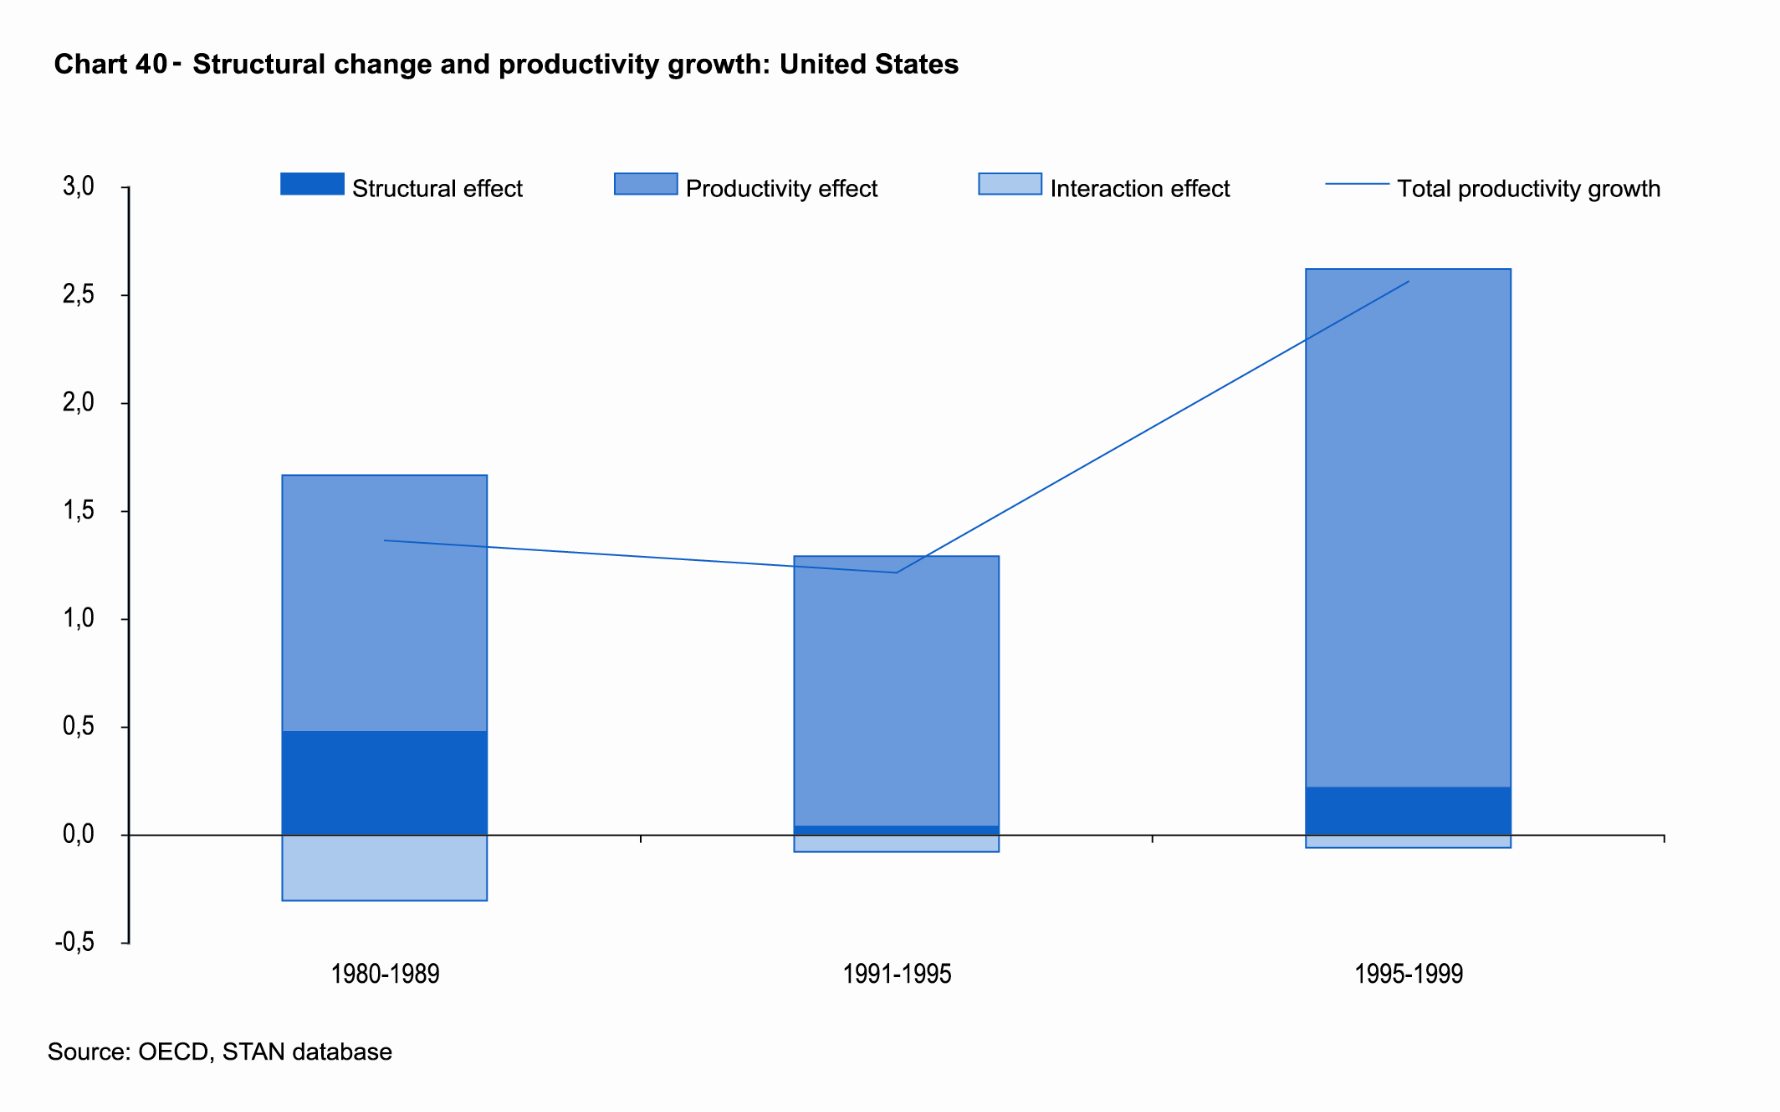 Chart 40 - Structural change and productivity growth: United States
Structural effect
Productivity effect
Interaction effect
Total productivity growth
3,0
2,5
2,0
1,5
1,0
0,5
0,0
-0,5
1980-1989
1991-1995
1995-1999
Source: OECD, STAN database